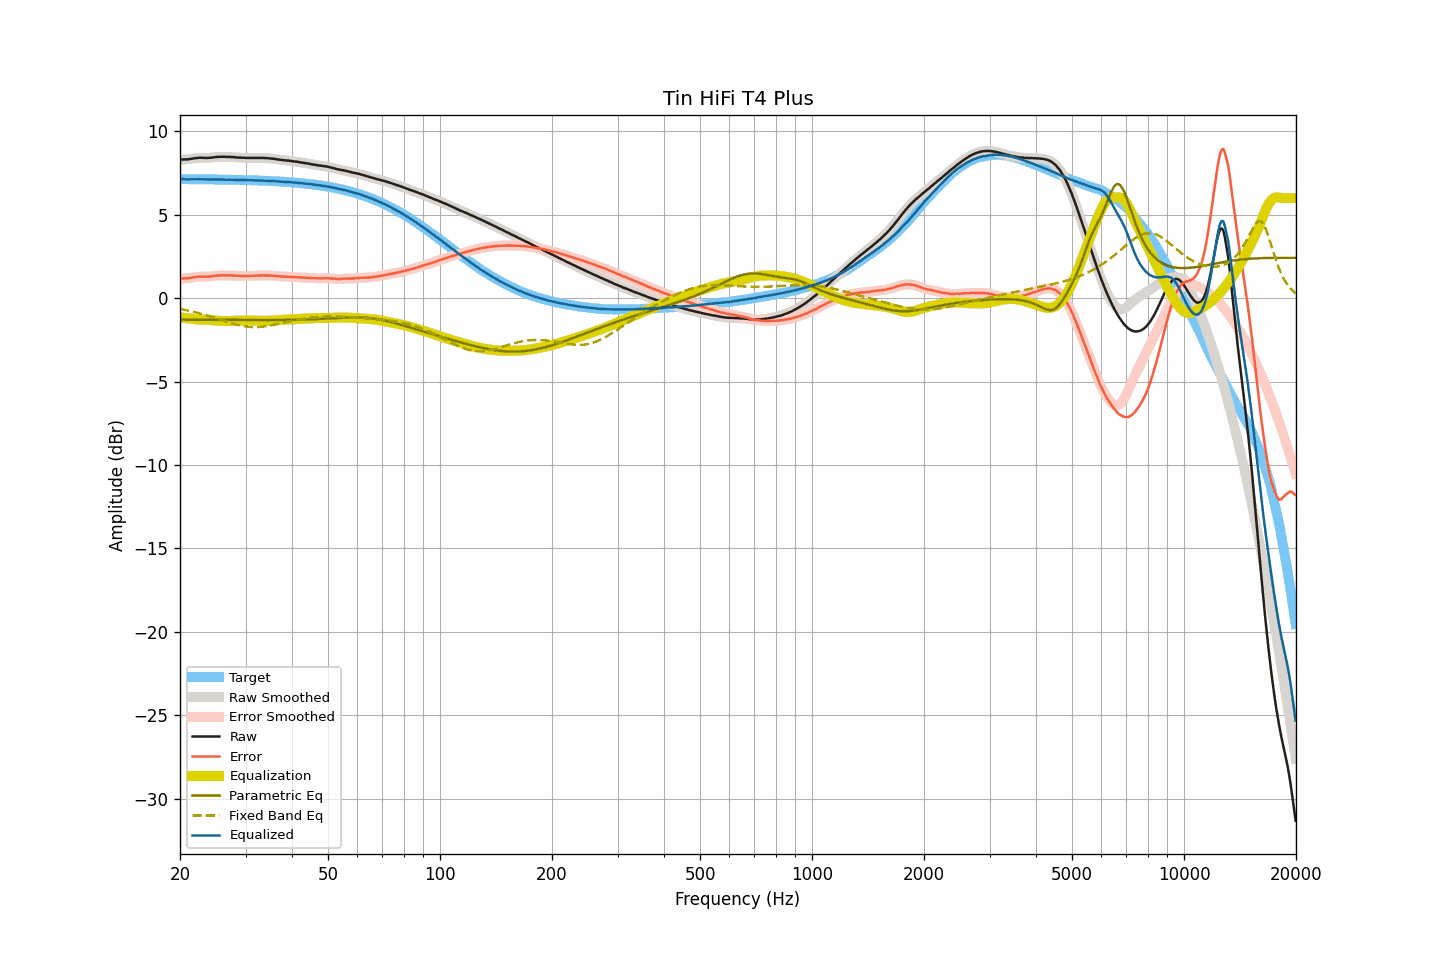 Tin HiFi T4 Plus
10
5
0
−5
−10
−15
−20
−25
−30
Amplitude (dBr)
Target
Raw Smoothed
Error Smoothed
Raw
Error
Equalization
Parametric Eq
Fixed Band Eq
Equalized
20 50 100 200 500 1000 2000 5000 10000 20000
Frequency (Hz)